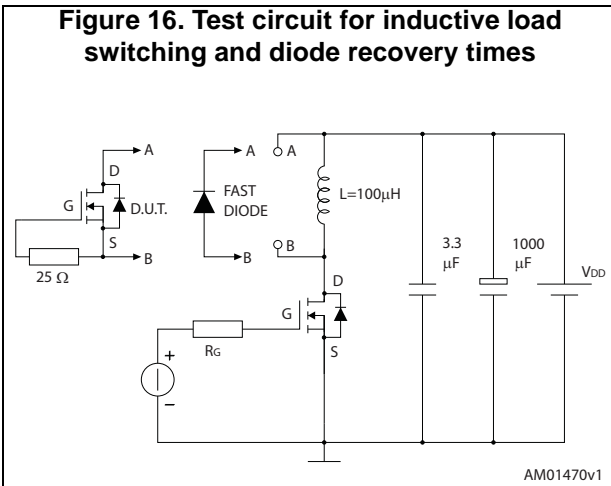 Figure 16. Test circuit for inductive load
switching and diode recovery times
A
D
G
D.U.T.
S
B
25 Ω
A
FAST
DIODE
B
A
L=100μH
B
D
G
S
RG
+
−
3.3
μF
1000
μF
VDD
AM01470v1